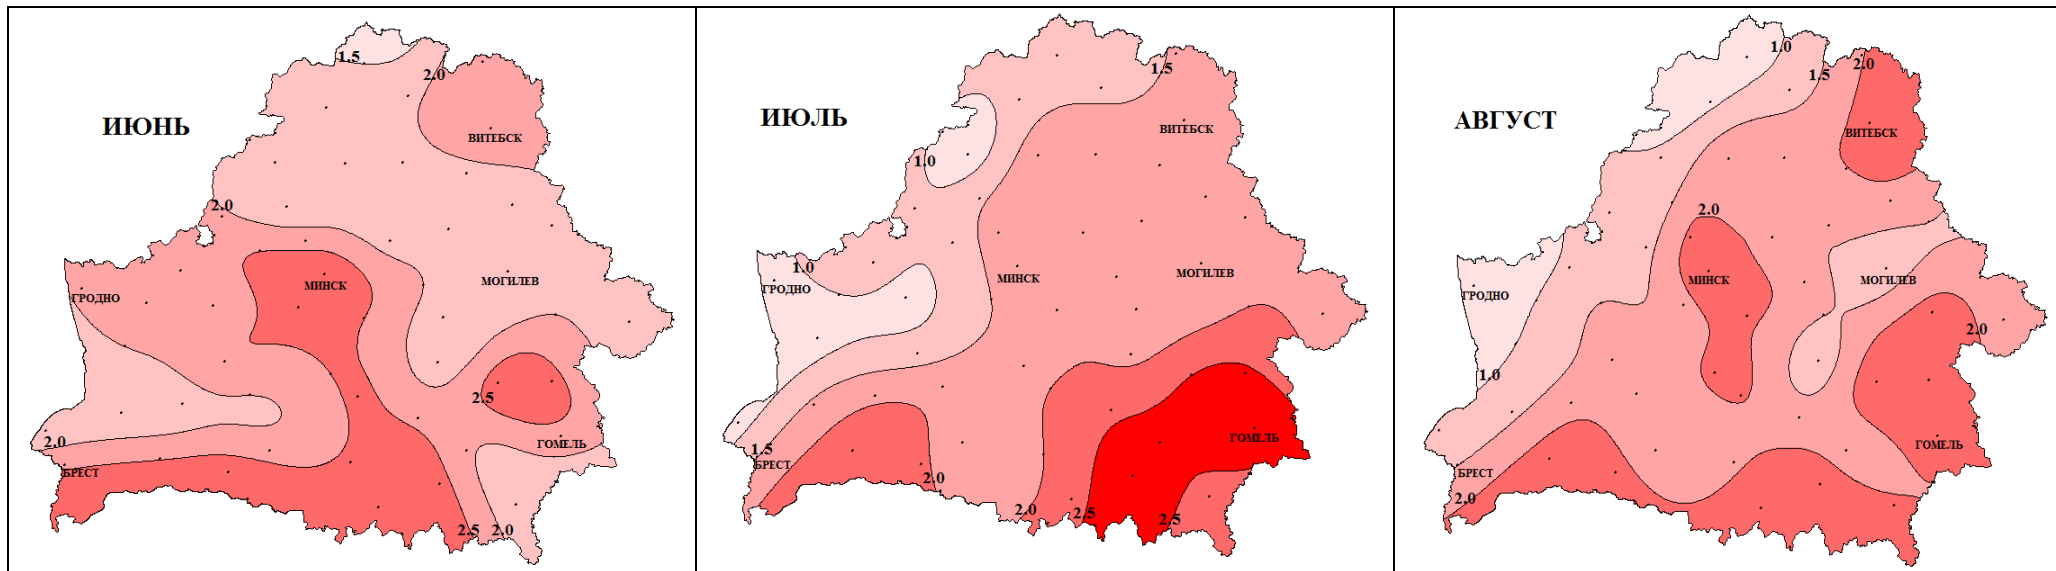 ИЮНЬ
1.5
2.0
ВИТЕБСК
2.0
МИНСК
МОГИЛЕВ
ГРОДНО
2.5
2.0
ГОМЕЛЬ
БРЕСТ
2.5
2.0
ИЮЛЬ
1.5
ВИТЕБСК
1.0
1.0
ГРОДНО
МИНСК
МОГИЛЕВ
1.5
БРЕСТ
ГОМЕЛЬ
2.0
2.0
2.5
2.5
АВГУСТ
1.0
1.5
2.0
ВИТЕБСК
2.0
МИНСК
МОГИЛЕВ
ГРОДНО
2.0
1.0
ГОМЕЛЬ
БРЕСТ
2.0